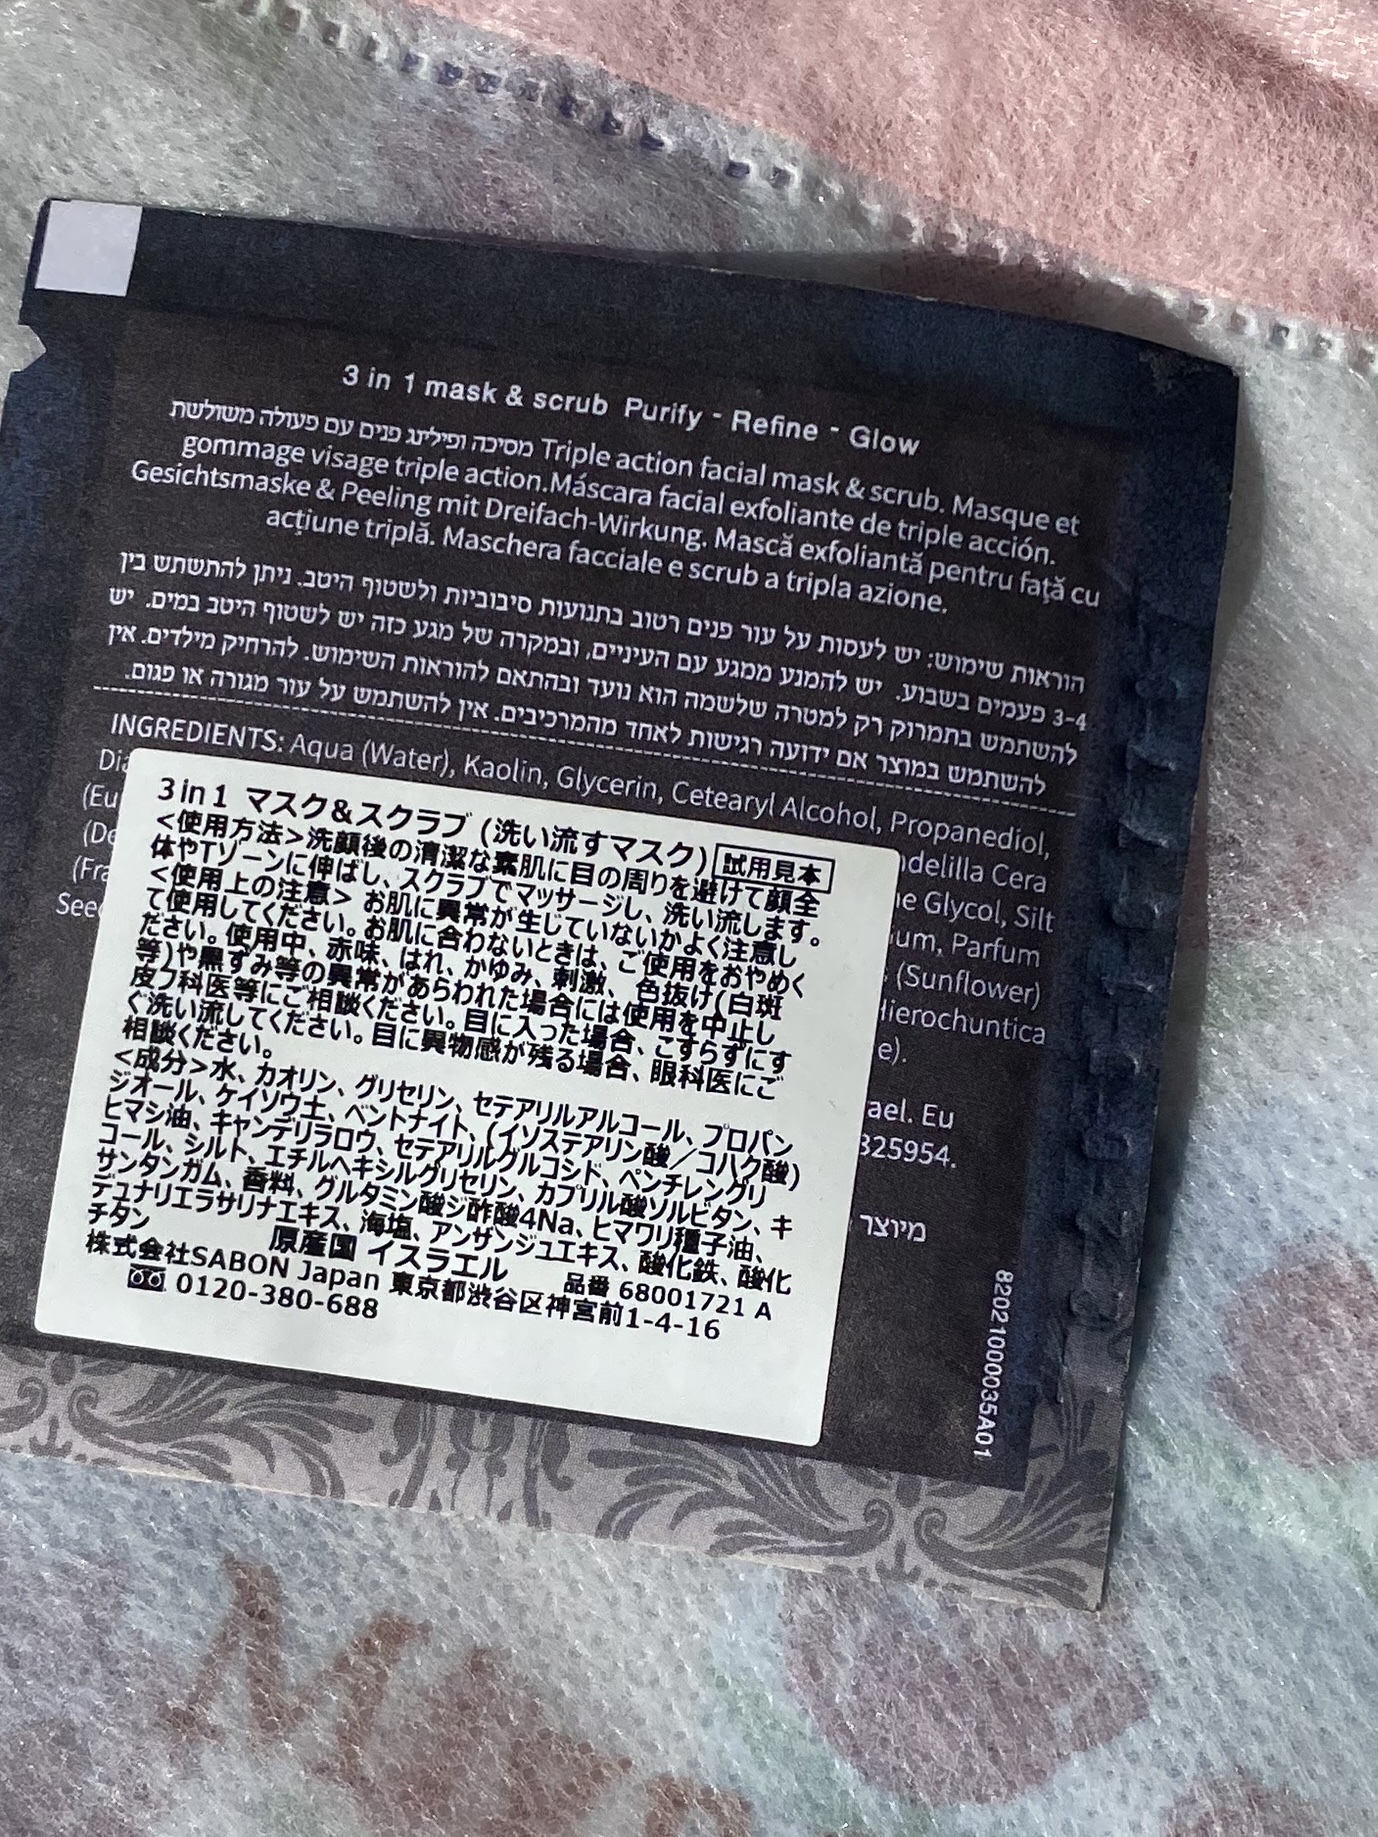 3 in 1 mask & scrub Purify - Refine - Glow
מסיכה ופילינג פנים עם פעולה משולשת Triple action facial mask & scrub. Masque et
gommage visage triple action.Máscara facial exfoliante de triple acción.
Gesichtsmaske & Peeling mit Dreifach-Wirkung. Mască exfoliantă pentru față cu
acțiune triplă. Maschera facciale e scrub a tripla azione.
הוראות שימוש: יש לעסות על עור פנים רטוב בתנועות סיבוביות ולשטוף היטב. ניתן להתשתש בין
3-4 פעמים בשבוע. יש להמנע ממגע עם העיניים, ובמקרה של מגע כזה יש לשטוף היטב במים. יש
להשתמש בתמרוק רק למטרה שלשמה הוא נועד ובהתאם להוראות השימוש. להרחיק מילדים. אין
להשתמש במוצר אם ידועה רגישות לאחד מהמרכיבים. אין להשתמש על עור מגורה או פגום.
INGREDIENTS: Aqua (Water), Kaolin, Glycerin, Cetearyl Alcohol, Propanediol,
Cera
Glycol, Silt
Parfum
(Sunflower)
Hierochuntica
e).
ael. Eu
325954.
מיוצר
3 in 1 マスク&スクラブ (洗い流すマスク) 試用見本
<使用方法>洗顔後の清潔な素肌に目の周りを避けて顔全
体やTゾーンに伸ばし、スクラブでマッサージし、洗い流します。
<使用上の注意> お肌に異常が生じていないかよく注意し
て使用してください。お肌に合わないときは、ご使用をおやめく
ださい。使用中、赤味、はれ、かゆみ、刺激、色抜け(白斑
等)や黒ずみ等の異常があらわれた場合には使用を中止し
皮フ科医等にご相談ください。目に入った場合、こすらずにす
ぐ洗い流してください。目に異物感が残る場合、眼科医にご
相談ください。
<成分>水、カオリン、グリセリン、セテアリルアルコール、プロパン
ジオール、ケイソウ土、ベントナイト、(イソステアリン酸/コハク酸)
ヒマシ油、キャンデリラロウ、セテアリルグルコシド、ペンチレングリ
コール、シルト、エチルヘキシルグリセリン、カプリル酸ソルビタン、キ
サンタンガム、香料、グルタミン酸ジ酢酸4Na、ヒマワリ種子油、
デュナリエラサリナエキス、海塩、アンザンジュエキス、酸化鉄、酸化
チタン 原産国 イスラエル 品番 68001721 A
株式会社SABON Japan 東京都渋谷区神宮前1-4-16
0120-380-688
8202100035A01